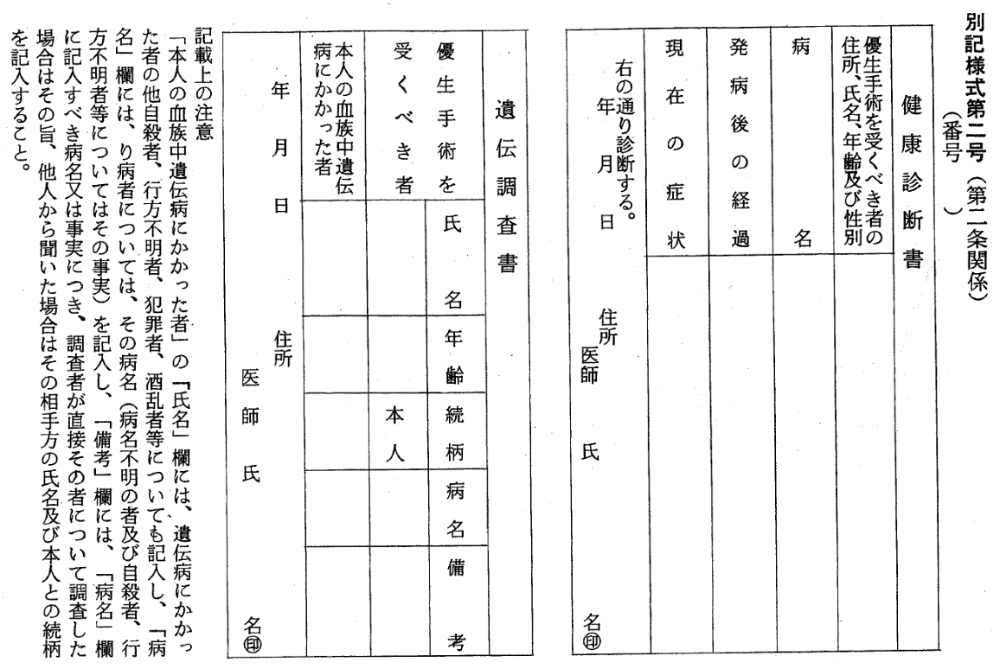 別記様式第二号（第二条関係）
（番号　　　）
健康診断書
優生手術を受くべき者の
住所、氏名、年齢及び性別
病名
発病後の経過
現在の症状
右の通り診断する。
年　月　日
住所
医師　氏　名㊞
遺伝調査書
優生手術を
受くべき者
氏名
年齢
続柄
病名
備考
本人
本人の血族中遺伝
病にかかった者
年　月　日
住所
医師　氏　名㊞
記載上の注意
「本人の血族中遺伝病にかかった者」の「氏名」欄には、遺伝病にかかっ
た者の他自殺者、行方不明者、犯罪者、酒乱者等についても記入し、「病
名」欄には、り病者については、その病名（病名不明の者及び自殺者、行
方不明者等についてはその事実）を記入し、「備考」欄には、「病名」欄
に記入すべき病名又は事実につき、調査者が直接その者について調査した
場合はその旨、他人から聞いた場合はその相手方の氏名及び本人との続柄
を記入すること。